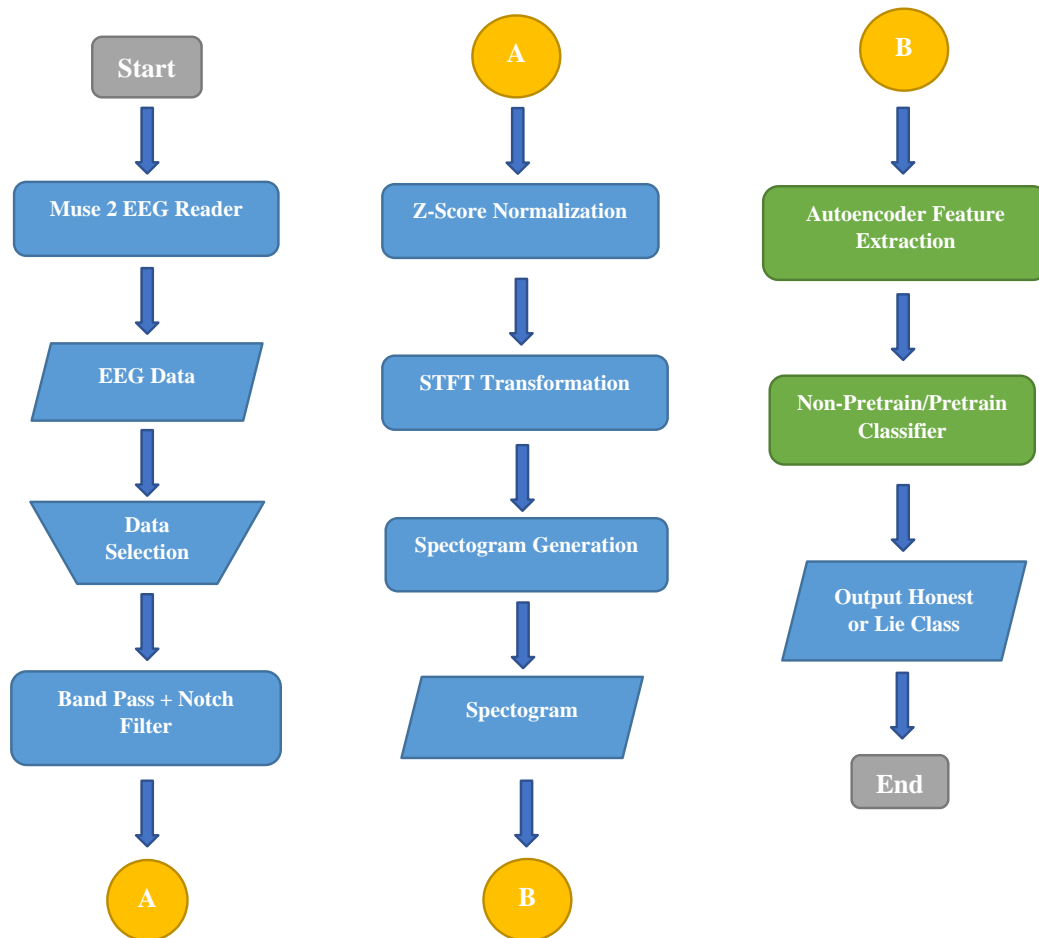 Start
Muse 2 EEG Reader
EEG Data
Data
Selection
Band Pass + Notch
Filter
A
A
Z-Score Normalization
STFT Transformation
Spectogram Generation
Spectogram
B
B
Autoencoder Feature
Extraction
Non-Pretrain/Pretrain
Classifier
Output Honest
or Lie Class
End